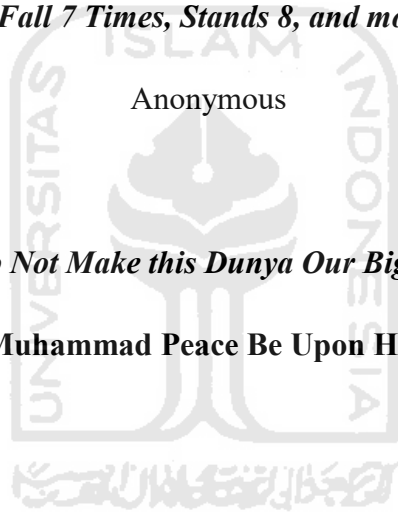 Fall 7 Times, Stands 8, and mo
ISLAM
UNIVERSITAS
INDONESIA
Anonymous
o Not Make this Dunya Our Big
Muhammad Peace Be Upon H